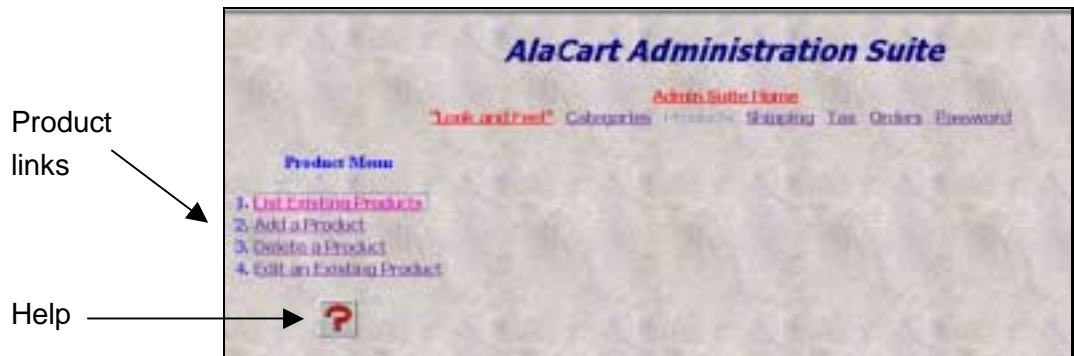 AlaCart Administration Suite
Admin Suite Home
"Look and Feel" Categories Products Shipping Tax Orders Password
Product
links
Product Menu
1. List Existing Products
2. Add a Product
3. Delete a Product
4. Edit an Existing Product
Help
?